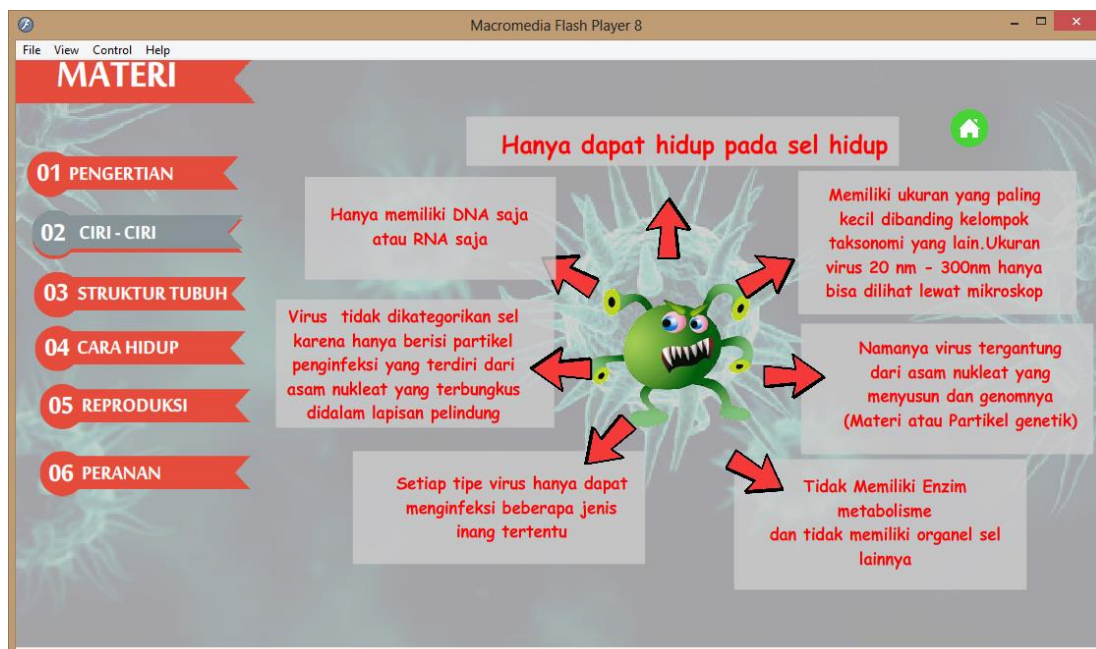 Macromedia Flash Player 8
File View Control Help
MATERI
01 PENGERTIAN
02 CIRI - CIRI
03 STRUKTUR TUBUH
04 CARA HIDUP
05 REPRODUKSI
06 PERANAN
Hanya dapat hidup pada sel hidup
Hanya memiliki DNA saja
atau RNA saja
Memiliki ukuran yang paling
kecil dibanding kelompok
taksonomi yang lain.Ukuran
virus 20 nm - 300nm hanya
bisa dilihat lewat mikroskop
Virus tidak dikategorikan sel
karena hanya berisi partikel
penginfeksi yang terdiri dari
asam nukleat yang terbungkus
didalam lapisan pelindung
Namanya virus tergantung
dari asam nukleat yang
menyusun dan genomnya
(Materi atau Partikel genetik)
Setiap tipe virus hanya dapat
menginfeksi beberapa jenis
inang tertentu
Tidak Memiliki Enzim
metabolisme
dan tidak memiliki organel sel
lainnya